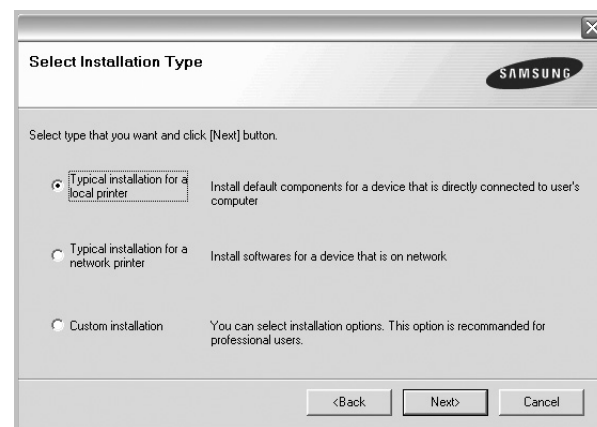 Select Installation Type
SAMSUNG
Select type that you want and click [Next] button.
Typical installation for a
local printer
Install default components for a device that is directly connected to user's
computer
Typical installation for a
network printer
Install softwares for a device that is on network
Custom installation
You can select installation options. This option is recommanded for
professional users.
<Back
Next>
Cancel